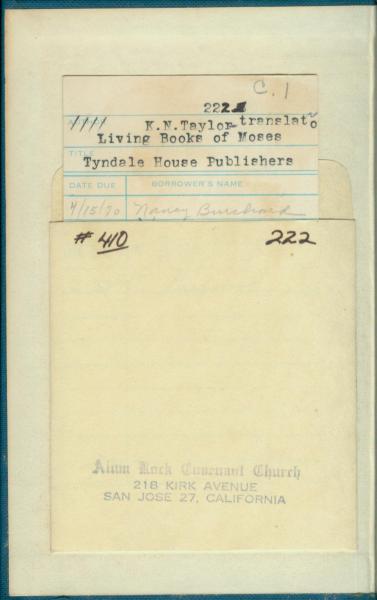 C. 1
222
K.N.Taylor-translato
Living Books of Moses
TITLE
Tyndale House Publishers
DATE DUE BORROWER'S NAME
4/15/70 Nancy
# 410 222
Alum Rock Covenant Church
218 KIRK AVENUE
SAN JOSE 27, CALIFORNIA